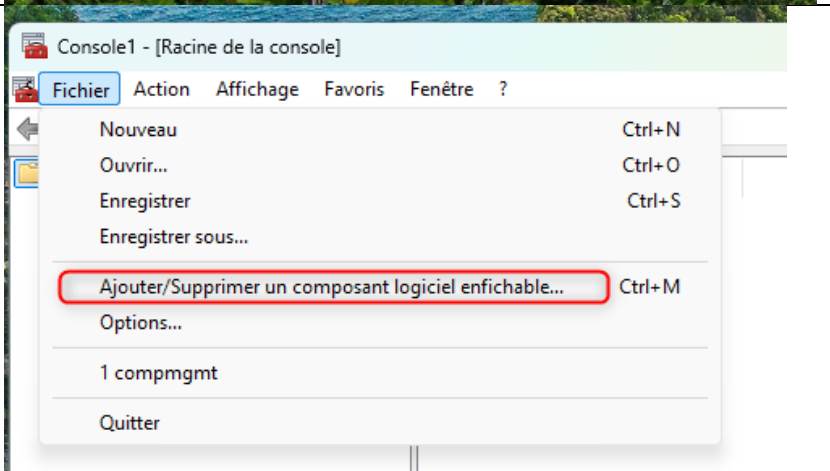 Console1 - [Racine de la console]
Fichier Action Affichage Favoris Fenêtre ?
Nouveau Ctrl+N
Ouvrir... Ctrl+O
Enregistrer Ctrl+S
Enregistrer sous...
Ajouter/Supprimer un composant logiciel enfichable... Ctrl+M
Options...
1 compmgmt
Quitter